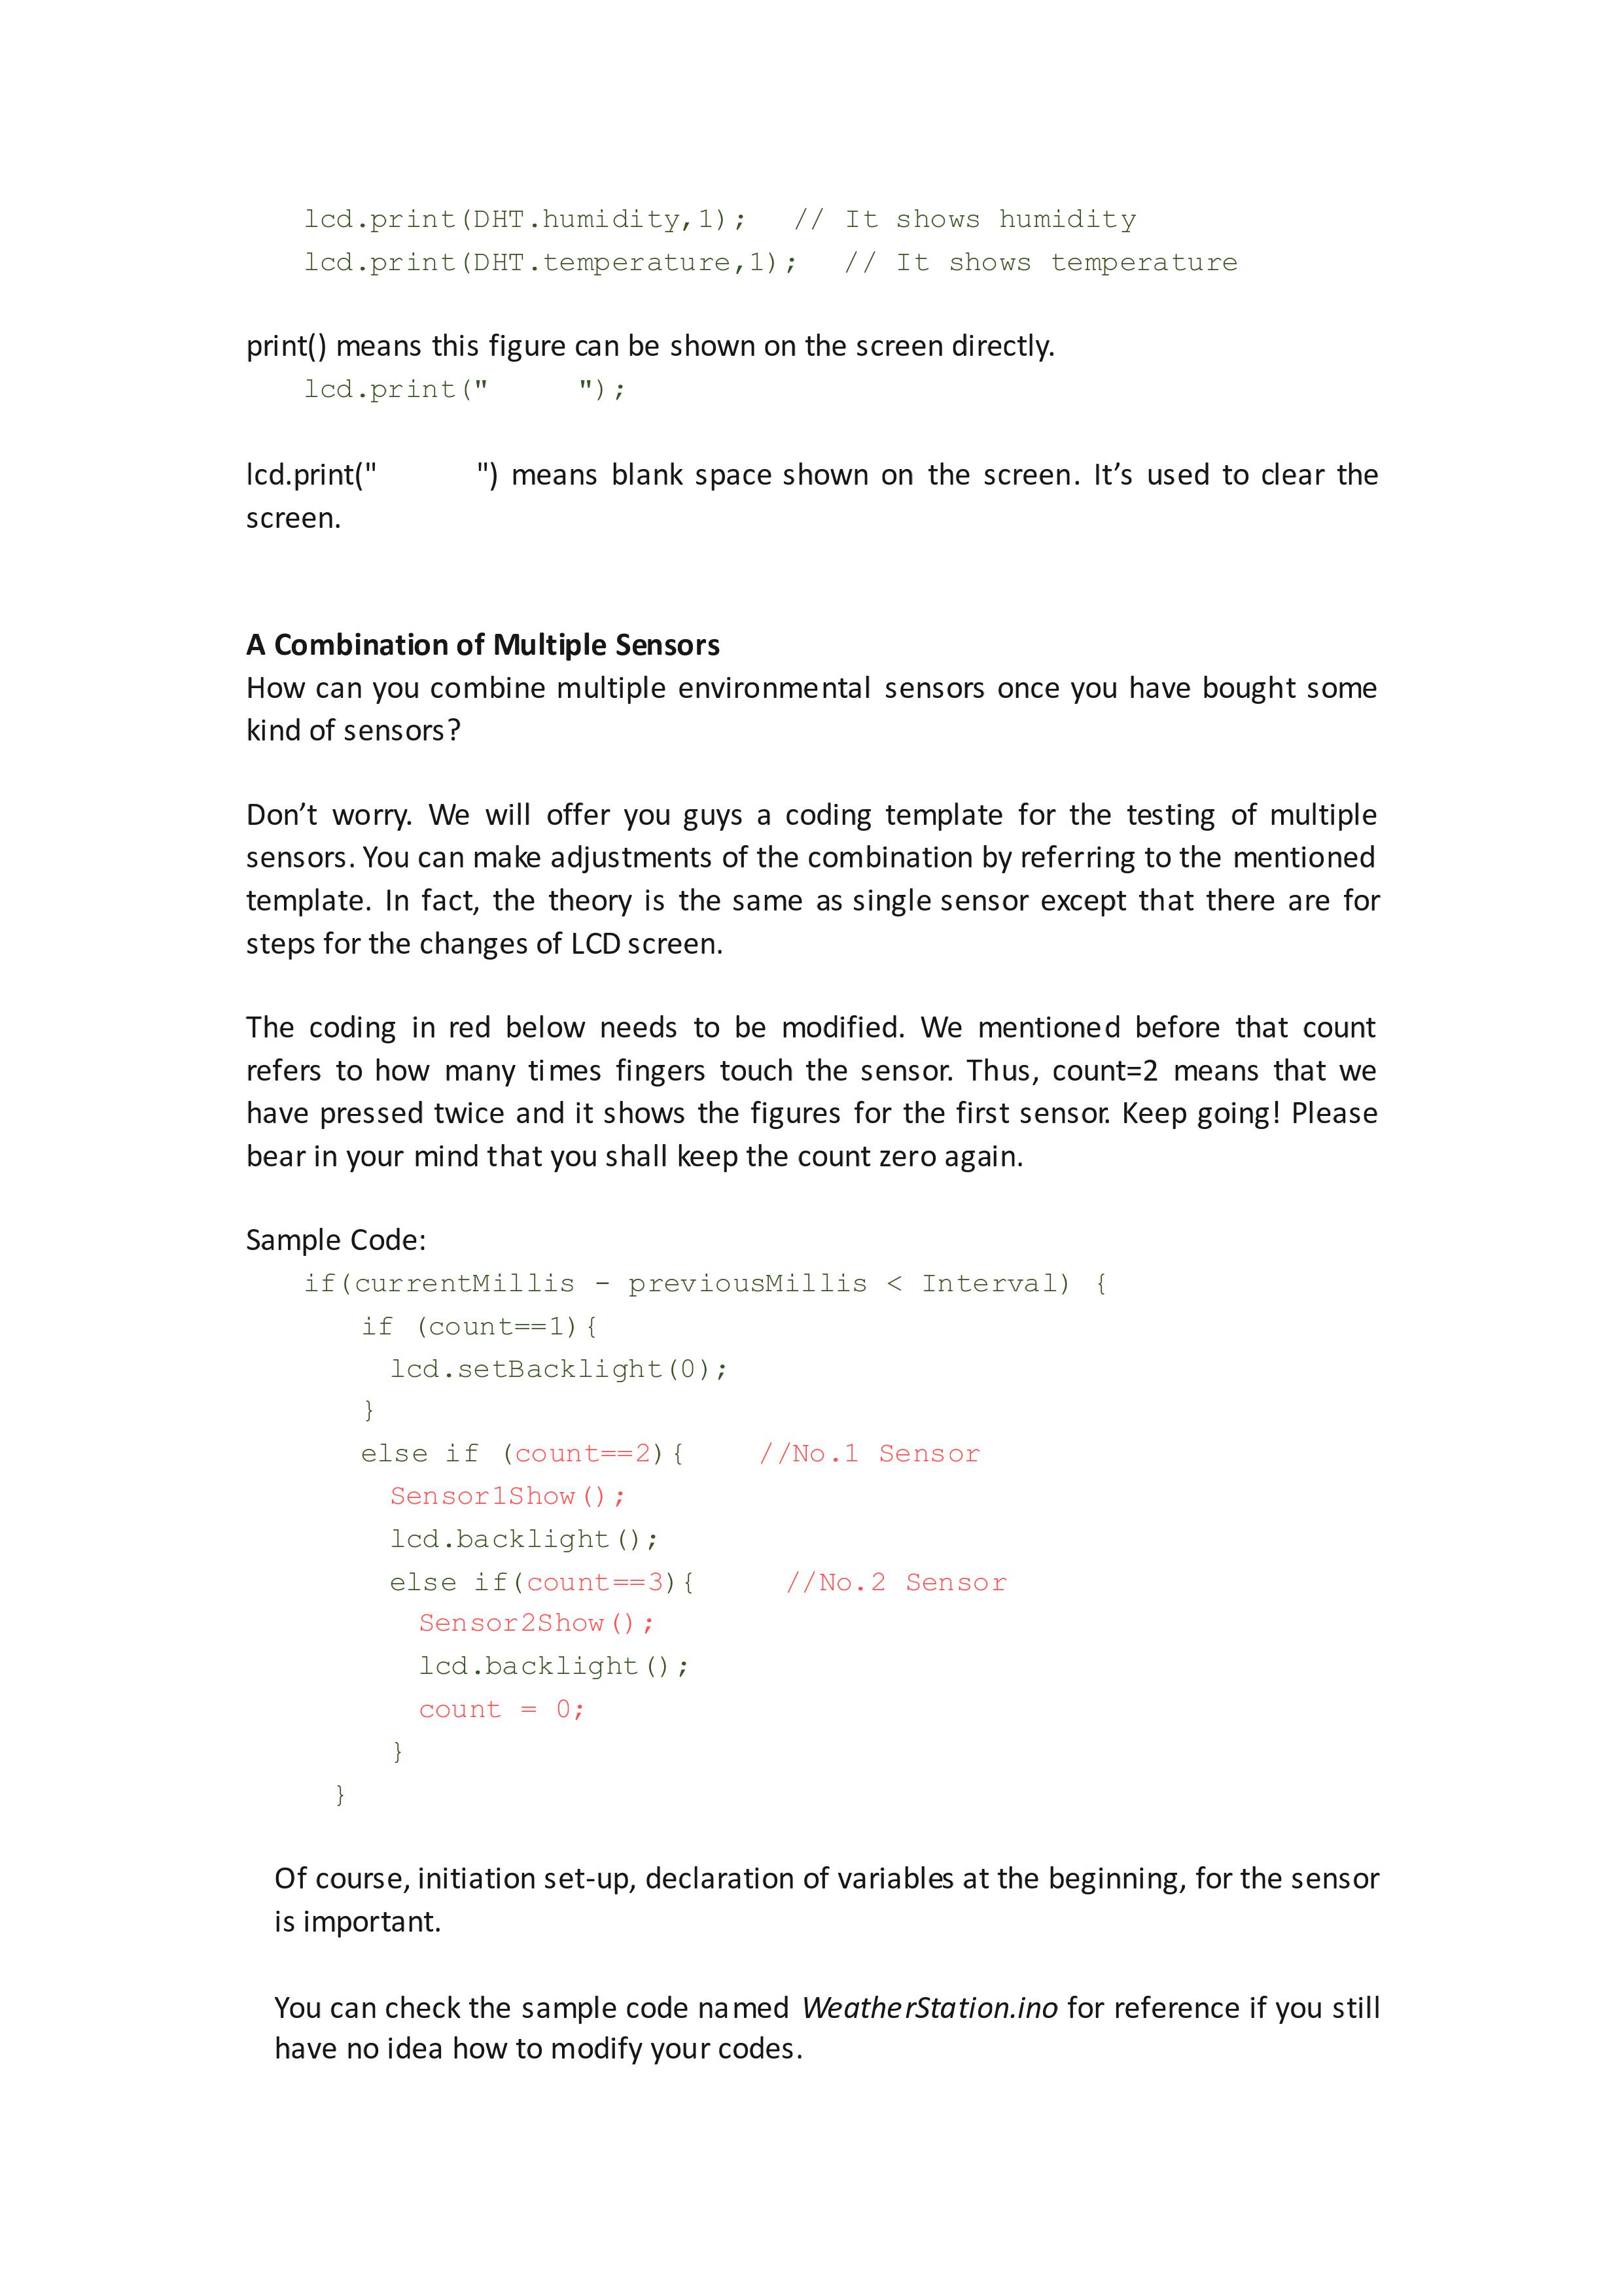 lcd.print(DHT.humidity,1);   // It shows humidity
lcd.print(DHT.temperature,1);   // It shows temperature
print() means this figure can be shown on the screen directly.
lcd.print("      ");
lcd.print("      ") means blank space shown on the screen. It’s used to clear the
screen.
A Combination of Multiple Sensors
How can you combine multiple environmental sensors once you have bought some
kind of sensors?
Don’t worry. We will offer you guys a coding template for the testing of multiple
sensors. You can make adjustments of the combination by referring to the mentioned
template. In fact, the theory is the same as single sensor except that there are for
steps for the changes of LCD screen.
The coding in red below needs to be modified. We mentioned before that count
refers to how many times fingers touch the sensor. Thus, count=2 means that we
have pressed twice and it shows the figures for the first sensor. Keep going! Please
bear in your mind that you shall keep the count zero again.
Sample Code:
if(currentMillis - previousMillis < Interval) {
if (count==1){
lcd.setBacklight(0);
}
else if (count==2){     //No.1 Sensor
Sensor1Show();
lcd.backlight();
else if(count==3){      //No.2 Sensor
Sensor2Show();
lcd.backlight();
count = 0;
}
}
Of course, initiation set-up, declaration of variables at the beginning, for the sensor
is important.
You can check the sample code named WeatherStation.ino for reference if you still
have no idea how to modify your codes.